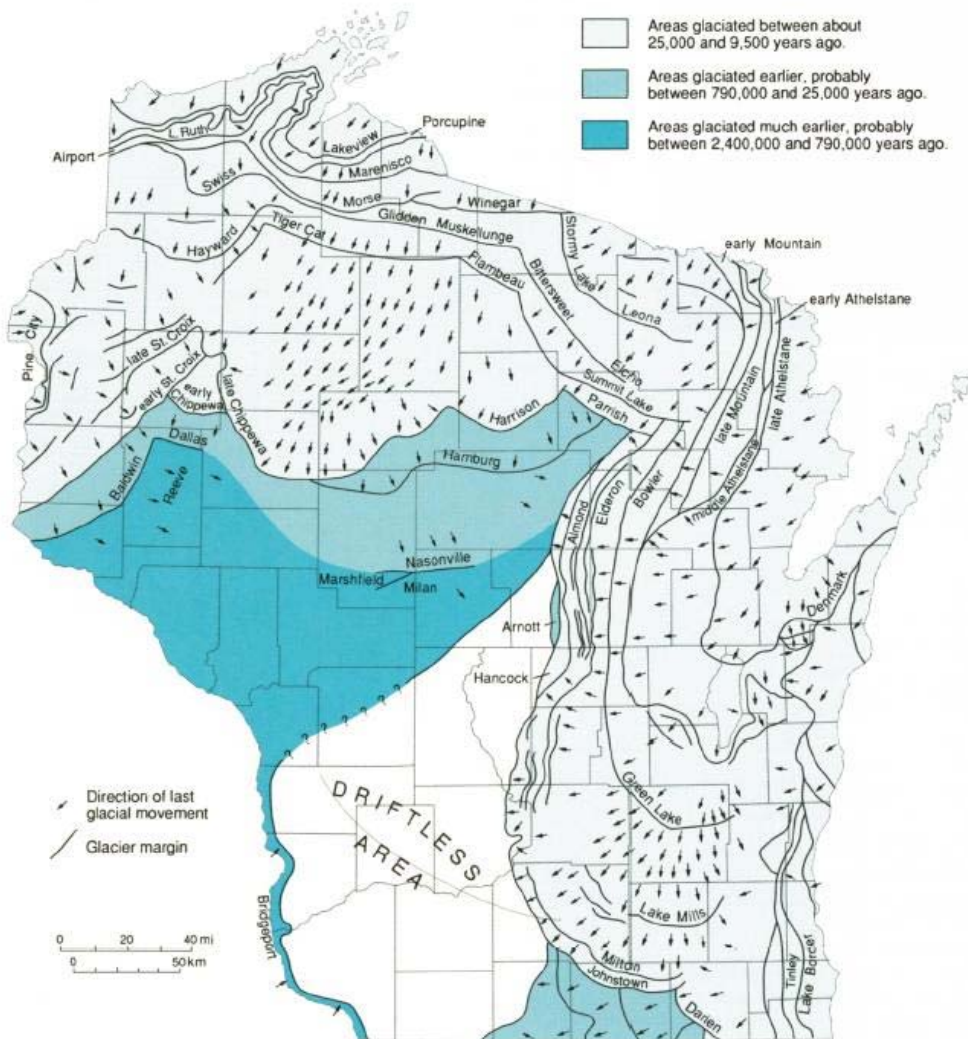 Areas glaciated between about
25,000 and 9,500 years ago.
Areas glaciated earlier, probably
between 790,000 and 25,000 years ago.
Areas glaciated much earlier, probably
between 2,400,000 and 790,000 years ago.
L. Ruth
Porcupine
Airport
Lakeview
Marenisco
Swiss
Morse
Winegar
Glidden
Muskellunge
Tiger Cat
Hayward
Stormy Lake
early Mountain
Flambeau
Bittersweet
Leona
early Athelstane
Pine City
late St. Croix
early St. Croix
early
Chippewa
late Chippewa
Elcho
Summit Lake
late Mountain
late Athelstane
Harrison
Parrish
Dallas
Hamburg
Baldwin
Reeve
Almond
Elderon
Bowler
middle Athelstane
Nasonville
Marshfield
Milan
Arnott
Denmark
Hancock
Direction of last
glacial movement
Glacier margin
DRIFTLESS
AREA
Green Lake
? ? ? ? ? ? ?
Bridgeport
Lake Mills
0 20 40 mi
0 50 km
Milton
Johnstown
Darien
Tinley
Lake Border